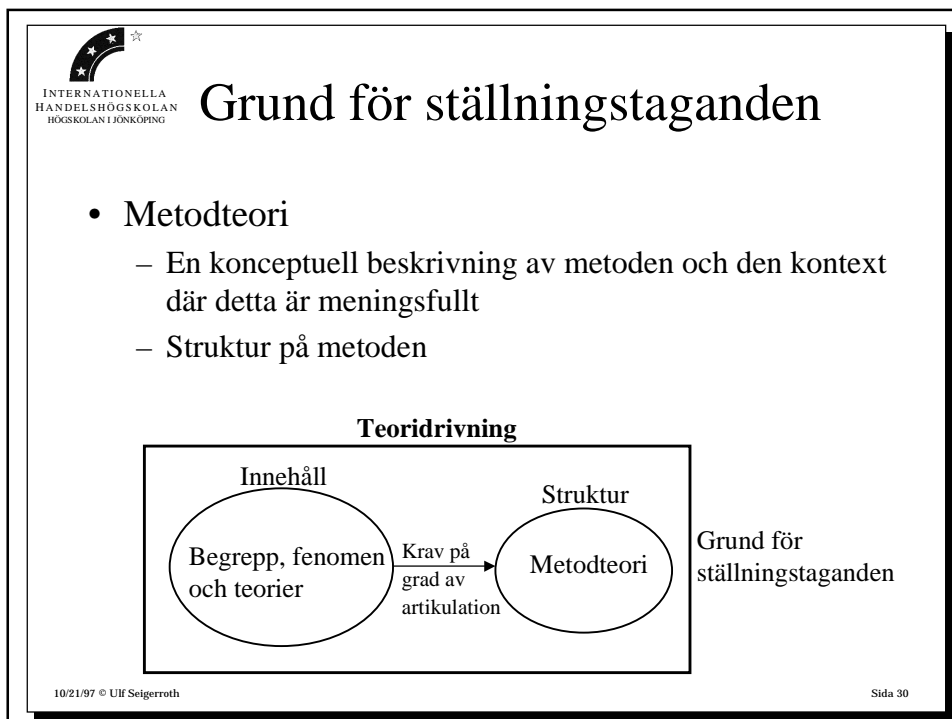 INTERNATIONELLA
HANDELSHÖGSKOLAN
HÖGSKOLAN I JÖNKÖPING
Grund för ställningstaganden
• Metodteori
– En konceptuell beskrivning av metoden och den kontext
där detta är meningsfullt
– Struktur på metoden
Teoridrivning
Innehåll
Struktur
Begrepp, fenomen
och teorier
Krav på
grad av
artikulation
Metodteori
Grund för
ställningstaganden
10/21/97 © Ulf Seigerroth
Sida 30